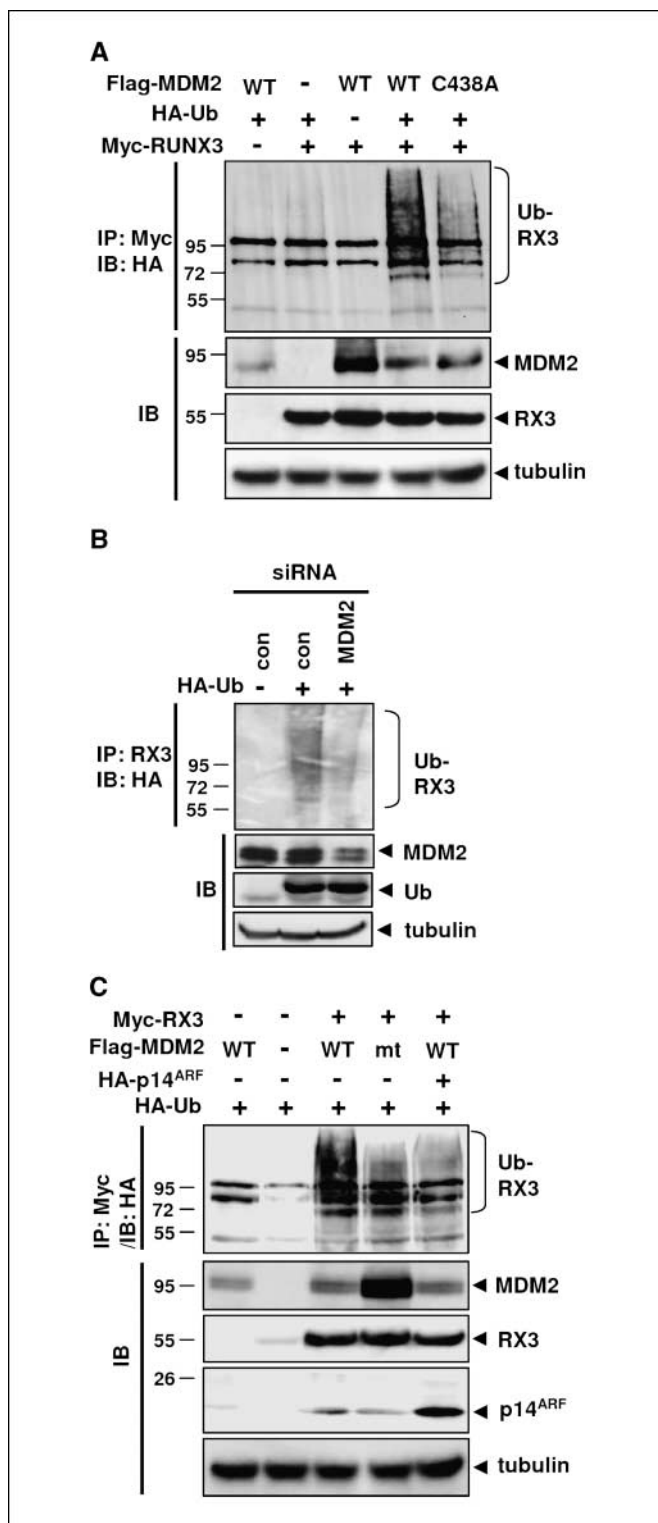 A
Flag-MDM2 WT - WT WT C438A
HA-Ub + + - + +
Myc-RUNX3 - + + + +
IP: Myc
IB: HA
95
72
55
Ub-
RX3
95
MDM2
IB
55
RX3
tubulin
B
siRNA
con con MDM2
HA-Ub - + +
IP: RX3
IB: HA
95
72
55
Ub-
RX3
MDM2
IB
Ub
tubulin
C
Myc-RX3 - - + + +
Flag-MDM2 WT - WT mt WT
HA-p14ARF - - - - +
HA-Ub + + + + +
IP: Myc
/IB: HA
95
72
55
Ub-
RX3
IB
95
MDM2
55
RX3
26
p14ARF
tubulin